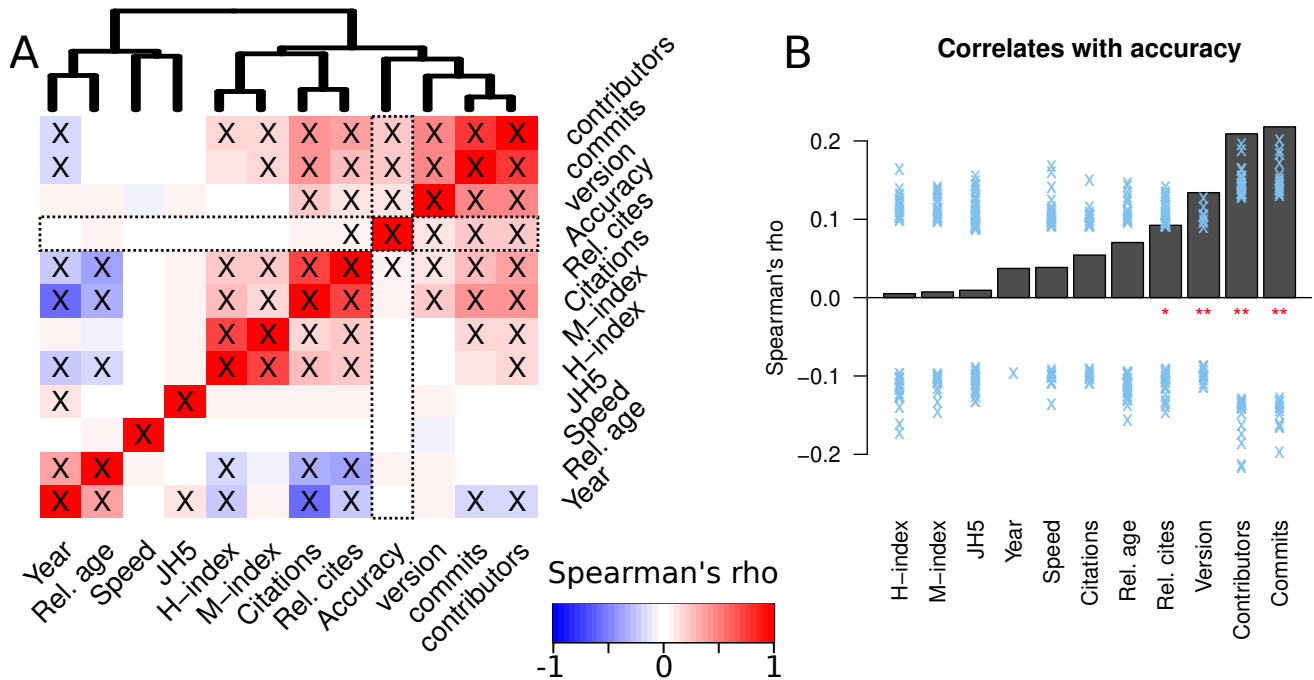 A
contributors
commits
version
Accuracy
Rel. cites
Citations
M-index
H-index
JH5
Speed
Rel. age
Year
X X X X X X X X X
X X X X X X X X
X X X X X X
X X X X X
X X X X X X X X X X
X X X X X X X X X
X X X X X X
X X X X X X X
X X
X
X X X X X
X X X X X X X X
Year
Rel. age
Speed
JH5
H-index
M-index
Citations
Rel. cites
Accuracy
version
commits
contributors
Spearman's rho
-1 0 1
B
Correlates with accuracy
Spearman's rho
0.2
0.1
0.0
-0.1
-0.2
* ** ** **
H-index
M-index
JH5
Year
Speed
Citations
Rel. age
Rel. cites
Version
Contributors
Commits